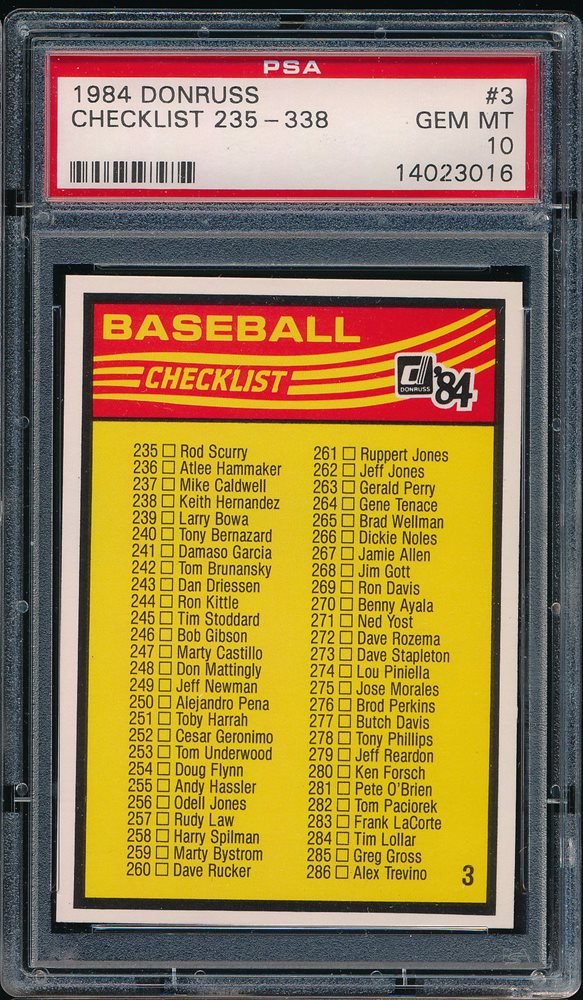 PSA
1984 DONRUSS #3
CHECKLIST 235-338 GEM MT
10
14023016
BASEBALL
CHECKLIST
DONRUSS
'84
235 Rod Scurry
236 Atlee Hammaker
237 Mike Caldwell
238 Keith Hernandez
239 Larry Bowa
240 Tony Bernazard
241 Damaso Garcia
242 Tom Brunansky
243 Dan Driessen
244 Ron Kittle
245 Tim Stoddard
246 Bob Gibson
247 Marty Castillo
248 Don Mattingly
249 Jeff Newman
250 Alejandro Pena
251 Toby Harrah
252 Cesar Geronimo
253 Tom Underwood
254 Doug Flynn
255 Andy Hassler
256 Odell Jones
257 Rudy Law
258 Harry Spilman
259 Marty Bystrom
260 Dave Rucker
261 Ruppert Jones
262 Jeff Jones
263 Gerald Perry
264 Gene Tenace
265 Brad Wellman
266 Dickie Noles
267 Jamie Allen
268 Jim Gott
269 Ron Davis
270 Benny Ayala
271 Ned Yost
272 Dave Rozema
273 Dave Stapleton
274 Lou Piniella
275 Jose Morales
276 Brod Perkins
277 Butch Davis
278 Tony Phillips
279 Jeff Reardon
280 Ken Forsch
281 Pete O'Brien
282 Tom Paciorek
283 Frank LaCorte
284 Tim Lollar
285 Greg Gross
286 Alex Trevino
3